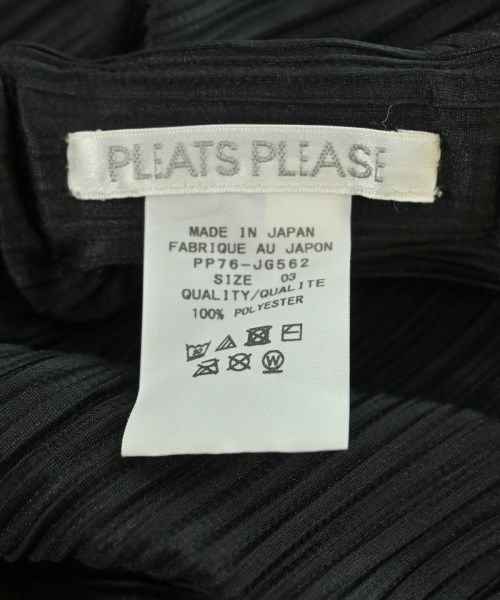 PLEATS PLEASE
MADE IN JAPAN
FABRIQUE AU JAPON
PP76-JG562
SIZE 03
QUALITY/QUALITE
100% POLYESTER
W